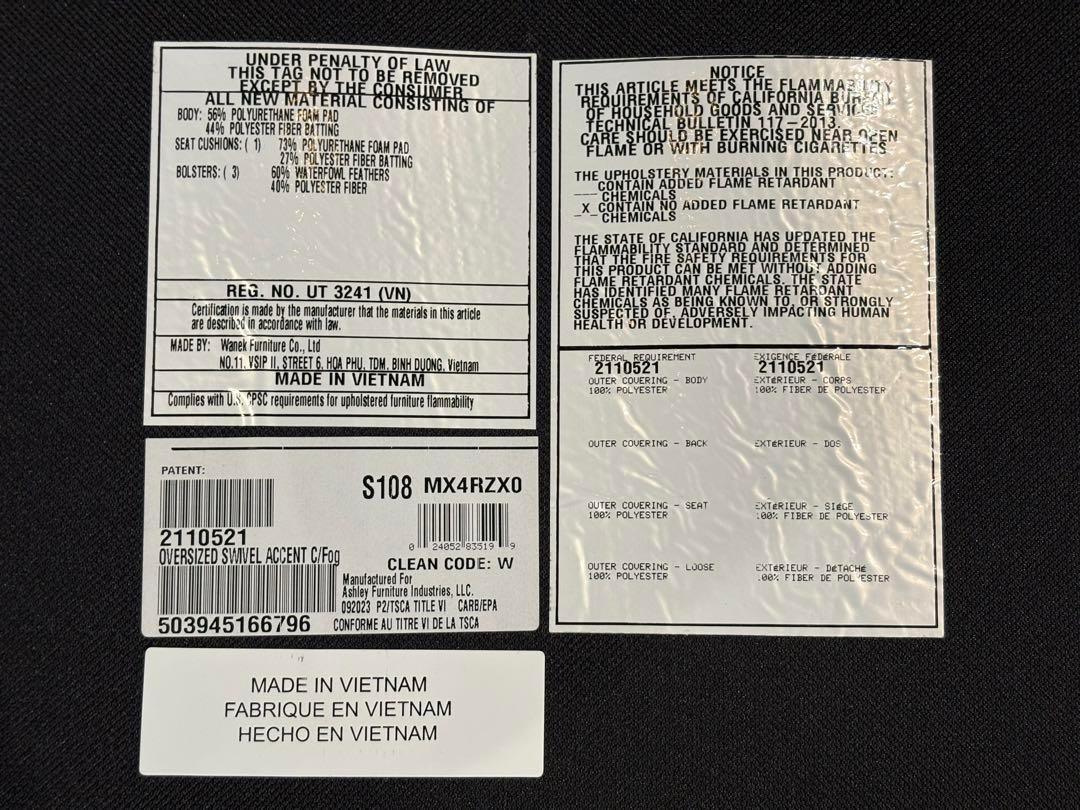 UNDER PENALTY OF LAW
THIS TAG NOT TO BE REMOVED
EXCEPT BY THE CONSUMER
ALL NEW MATERIAL CONSISTING OF
BODY: 56% POLYURETHANE FOAM PAD
44% POLYESTER FIBER BATTING
SEAT CUSHIONS: ( 1) 73% POLYURETHANE FOAM PAD
27% POLYESTER FIBER BATTING
BOLSTERS: ( 3) 60% WATERFOWL FEATHERS
40% POLYESTER FIBER
REG. NO. UT 3241 (VN)
Certification is made by the manufacturer that the materials in this article
are described in accordance with law.
MADE BY: Wanek Furniture Co., Ltd
NO.11, VSIP II, STREET 6, HOA PHU, TDM, BINH DUONG, Vietnam
MADE IN VIETNAM
Complies with U.S. CPSC requirements for upholstered furniture flammability
PATENT:
S108 MX4RZX0
2110521
0 24052 83519 9
OVERSIZED SWIVEL ACCENT C/Fog
CLEAN CODE: W
Manufactured For
Ashley Furniture Industries, LLC.
092023 P2/TSCA TITLE VI CARB/EPA
503945166796 CONFORME AU TITRE VI DE LA TSCA
MADE IN VIETNAM
FABRIQUE EN VIETNAM
HECHO EN VIETNAM
NOTICE
THIS ARTICLE MEETS THE FLAMMABILITY
REQUIREMENTS OF CALIFORNIA BUREAU
OF HOUSEHOLD GOODS AND SERVICES
TECHNICAL BULLETIN 117-2013.
CARE SHOULD BE EXERCISED NEAR OPEN
FLAME OR WITH BURNING CIGARETTES
THE UPHOLSTERY MATERIALS IN THIS PRODUCT:
___ CONTAIN ADDED FLAME RETARDANT
CHEMICALS
_X_CONTAIN NO ADDED FLAME RETARDANT
CHEMICALS
THE STATE OF CALIFORNIA HAS UPDATED THE
FLAMMABILITY STANDARD AND DETERMINED
THAT THE FIRE SAFETY REQUIREMENTS FOR
THIS PRODUCT CAN BE MET WITHOUT ADDING
FLAME RETARDANT CHEMICALS. THE STATE
HAS IDENTIFIED MANY FLAME RETARDANT
CHEMICALS AS BEING KNOWN TO, OR STRONGLY
SUSPECTED OF, ADVERSELY IMPACTING HUMAN
HEALTH OR DEVELOPMENT.
FEDERAL REQUIREMENT EXIGENCE FéDéRALE
2110521 2110521
OUTER COVERING - BODY EXTéRIEUR - CORPS
100% POLYESTER 100% FIBER DE POLYESTER
OUTER COVERING - BACK EXTéRIEUR - DOS
OUTER COVERING - SEAT EXTéRIEUR - SIéGE
100% POLYESTER 100% FIBER DE POLYESTER
OUTER COVERING - LOOSE EXTéRIEUR - DéTACHé
100% POLYESTER 100% FIBER DE POLYESTER